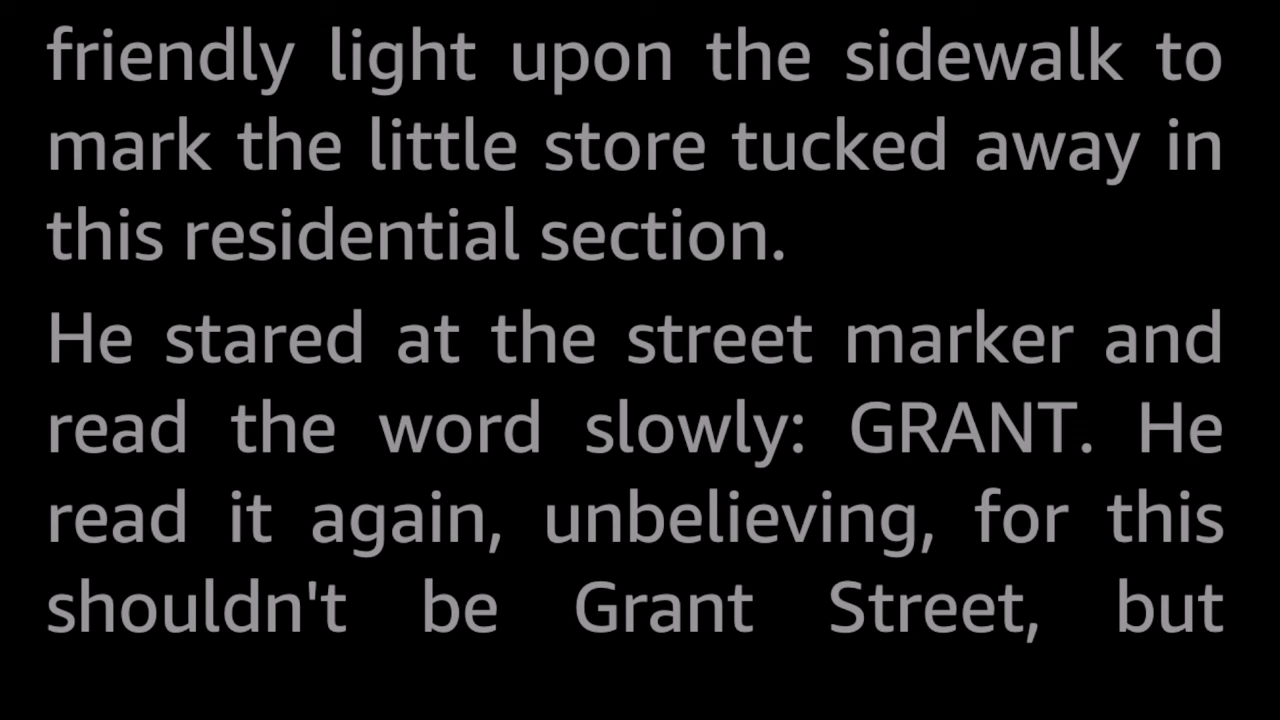 friendly light upon the sidewalk to
mark the little store tucked away in
this residential section.
He stared at the street marker and
read the word slowly: GRANT. He
read it again, unbelieving, for this
shouldn't be Grant Street, but